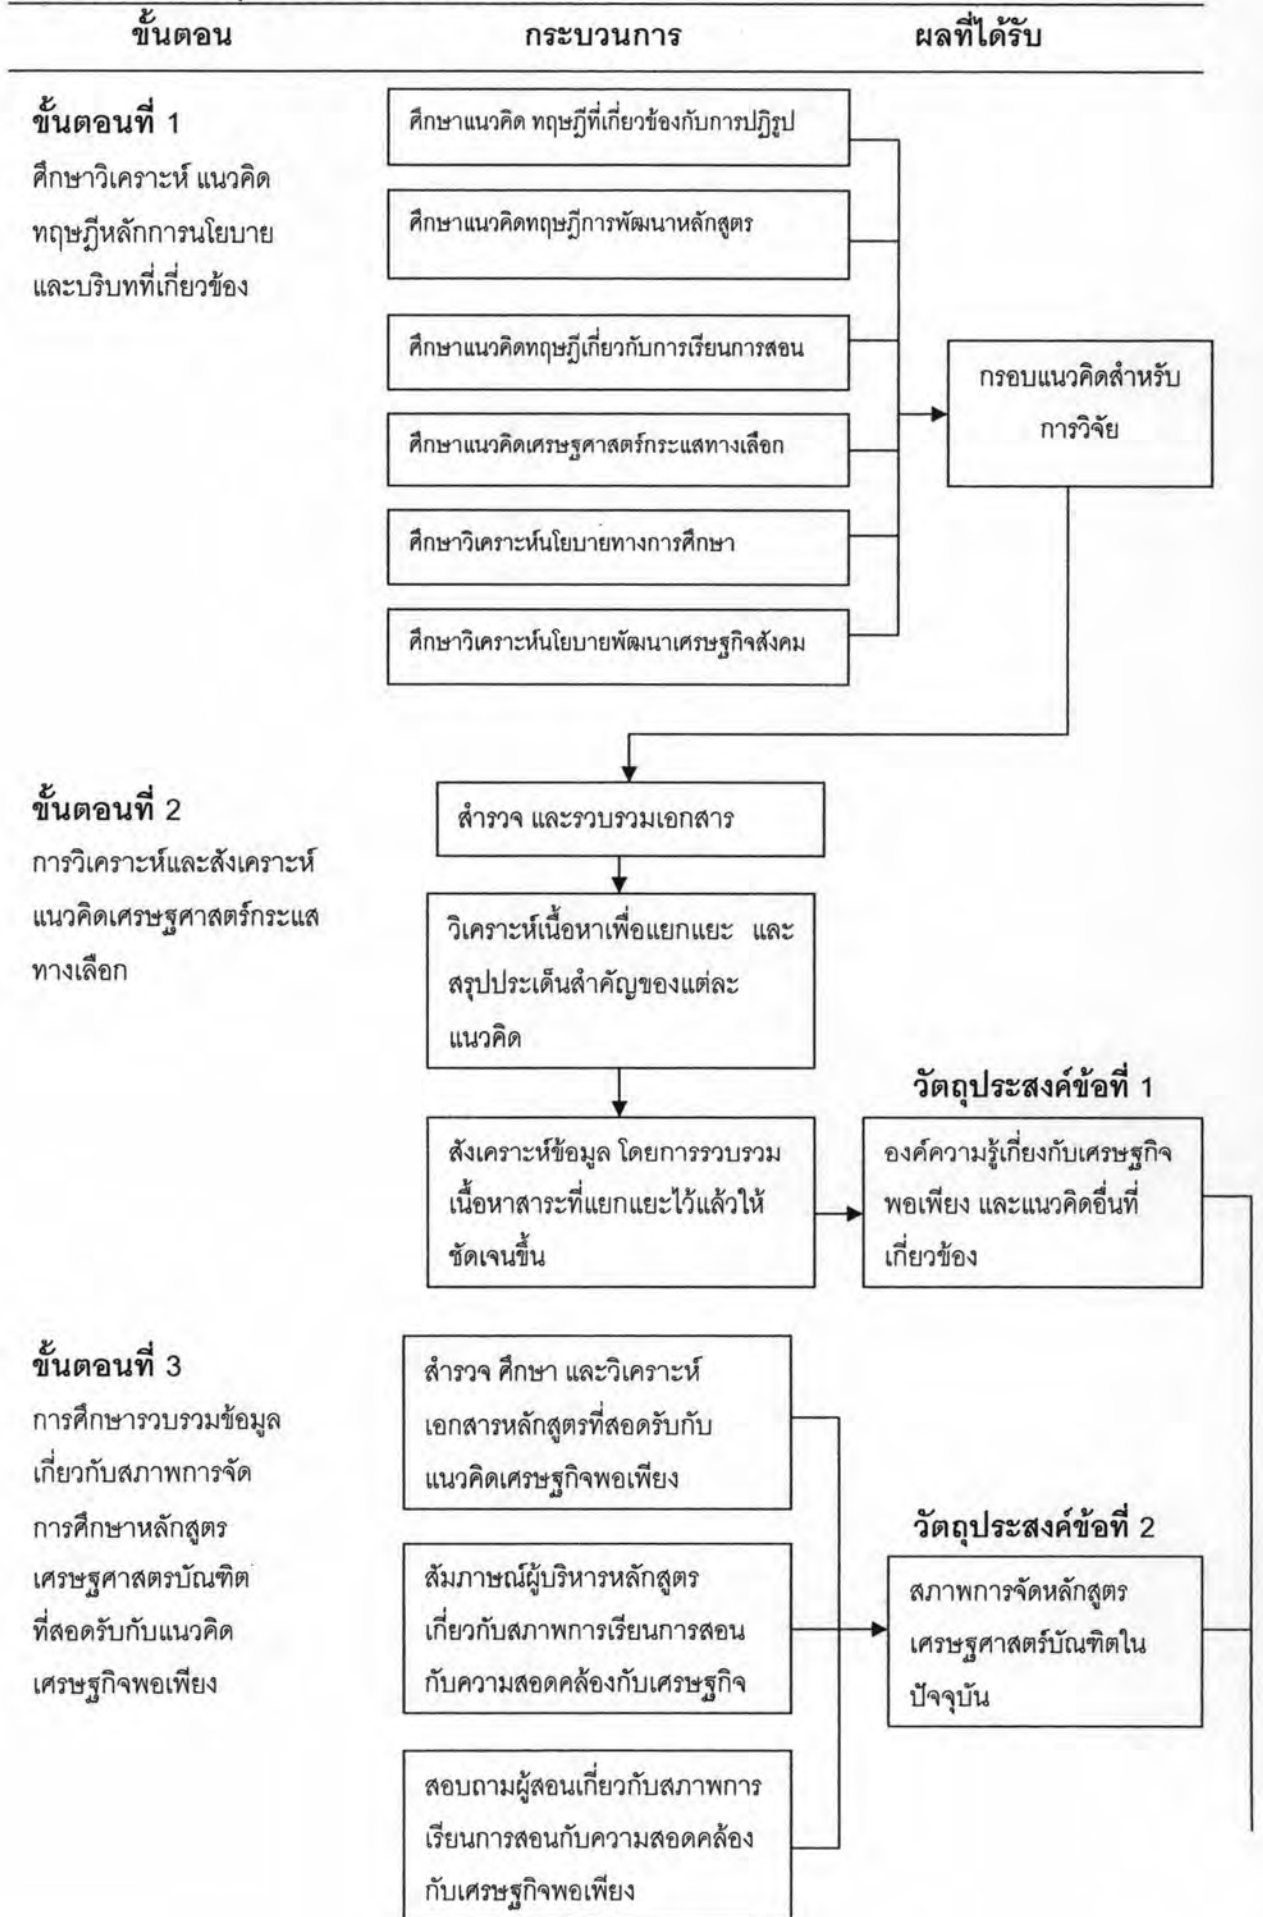 ขั้นตอน กระบวนการ ผลที่ได้รับ
ขั้นตอนที่ 1
ศึกษาวิเคราะห์ แนวคิด
ทฤษฎีหลักการนโยบาย
และบริบทที่เกี่ยวข้อง
ศึกษาแนวคิด ทฤษฎีที่เกี่ยวข้องกับการปฏิรูป
ศึกษาแนวคิดทฤษฎีการพัฒนาหลักสูตร
ศึกษาแนวคิดทฤษฎีเกี่ยวกับการเรียนการสอน
ศึกษาแนวคิดเศรษฐศาสตร์กระแสทางเลือก
ศึกษาวิเคราะห์นโยบายทางการศึกษา
ศึกษาวิเคราะห์นโยบายพัฒนาเศรษฐกิจสังคม
กรอบแนวคิดสำหรับ
การวิจัย
ขั้นตอนที่ 2
การวิเคราะห์และสังเคราะห์
แนวคิดเศรษฐศาสตร์กระแส
ทางเลือก
สำรวจ และรวบรวมเอกสาร
วิเคราะห์เนื้อหาเพื่อแยกแยะ และ
สรุปประเด็นสำคัญของแต่ละ
แนวคิด
สังเคราะห์ข้อมูล โดยการรวบรวม
เนื้อหาสาระที่แยกแยะไว้แล้วให้
ชัดเจนขึ้น
วัตถุประสงค์ข้อที่ 1
องค์ความรู้เกี่ยงกับเศรษฐกิจ
พอเพียง และแนวคิดอื่นที่
เกี่ยวข้อง
ขั้นตอนที่ 3
การศึกษารวบรวมข้อมูล
เกี่ยวกับสภาพการจัด
การศึกษาหลักสูตร
เศรษฐศาสตรบัณฑิต
ที่สอดรับกับแนวคิด
เศรษฐกิจพอเพียง
สำรวจ ศึกษา และวิเคราะห์
เอกสารหลักสูตรที่สอดรับกับ
แนวคิดเศรษฐกิจพอเพียง
สัมภาษณ์ผู้บริหารหลักสูตร
เกี่ยวกับสภาพการเรียนการสอน
กับความสอดคล้องกับเศรษฐกิจ
สอบถามผู้สอนเกี่ยวกับสภาพการ
เรียนการสอนกับความสอดคล้อง
กับเศรษฐกิจพอเพียง
วัตถุประสงค์ข้อที่ 2
สภาพการจัดหลักสูตร
เศรษฐศาสตร์บัณฑิตใน
ปัจจุบัน